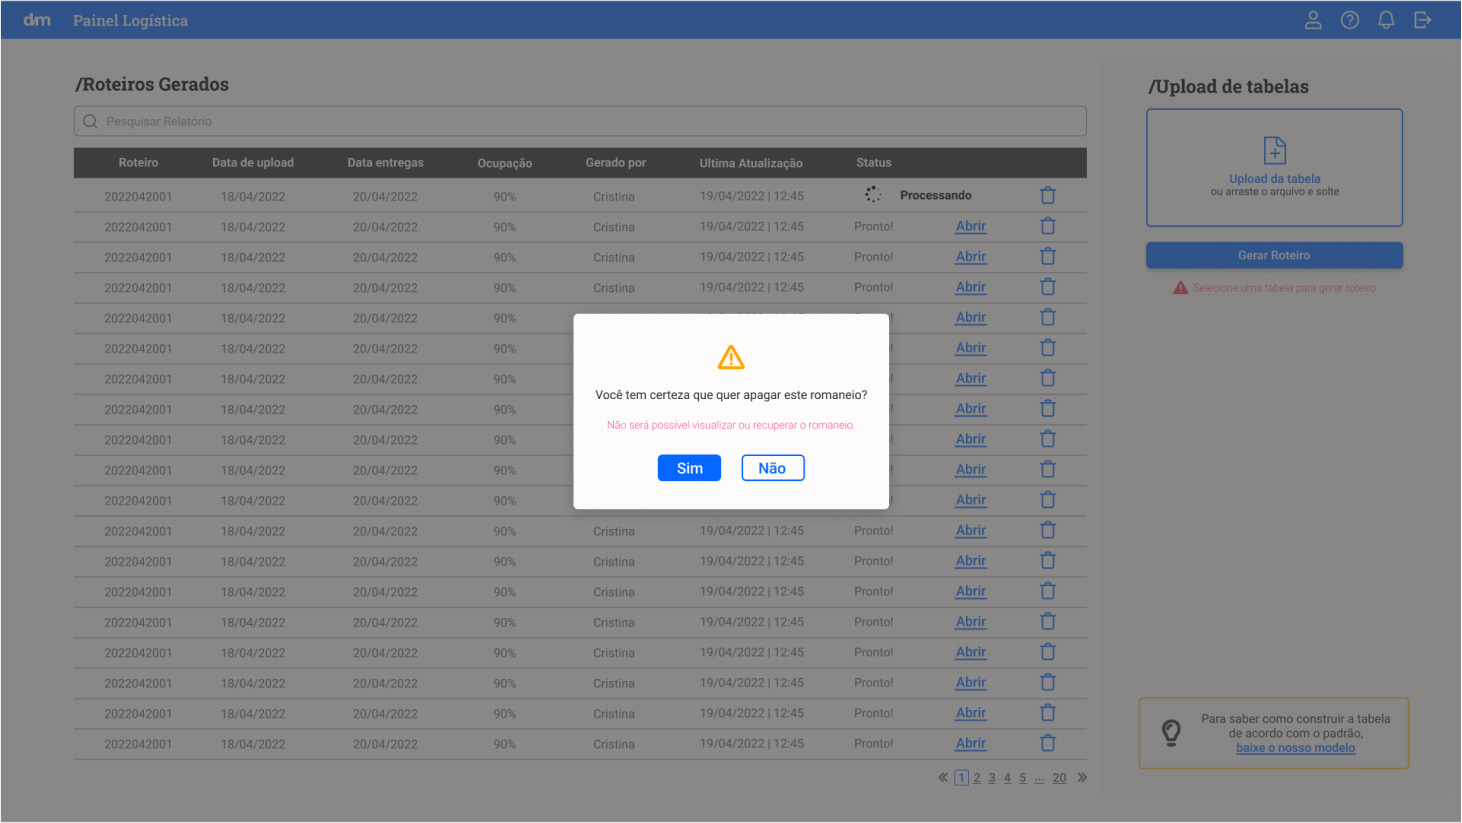 dm Painel Logística
/Roteiros Gerados
Pesquisar Relatório
Roteiro Data de upload Data entregas Ocupação Gerado por Ultima Atualização Status
2022042001 18/04/2022 20/04/2022 90% Cristina 19/04/2022 | 12:45 Processando
2022042001 18/04/2022 20/04/2022 90% Cristina 19/04/2022 | 12:45 Pronto! Abrir
2022042001 18/04/2022 20/04/2022 90% Cristina 19/04/2022 | 12:45 Pronto! Abrir
2022042001 18/04/2022 20/04/2022 90% Cristina 19/04/2022 | 12:45 Pronto! Abrir
2022042001 18/04/2022 20/04/2022 90% Abrir
2022042001 18/04/2022 20/04/2022 90% Abrir
2022042001 18/04/2022 20/04/2022 90% Abrir
2022042001 18/04/2022 20/04/2022 90% Abrir
2022042001 18/04/2022 20/04/2022 90% Abrir
2022042001 18/04/2022 20/04/2022 90% Abrir
2022042001 18/04/2022 20/04/2022 90% Abrir
2022042001 18/04/2022 20/04/2022 90% Cristina 19/04/2022 | 12:45 Pronto! Abrir
2022042001 18/04/2022 20/04/2022 90% Cristina 19/04/2022 | 12:45 Pronto! Abrir
2022042001 18/04/2022 20/04/2022 90% Cristina 19/04/2022 | 12:45 Pronto! Abrir
2022042001 18/04/2022 20/04/2022 90% Cristina 19/04/2022 | 12:45 Pronto! Abrir
2022042001 18/04/2022 20/04/2022 90% Cristina 19/04/2022 | 12:45 Pronto! Abrir
2022042001 18/04/2022 20/04/2022 90% Cristina 19/04/2022 | 12:45 Pronto! Abrir
2022042001 18/04/2022 20/04/2022 90% Cristina 19/04/2022 | 12:45 Pronto! Abrir
2022042001 18/04/2022 20/04/2022 90% Cristina 19/04/2022 | 12:45 Pronto! Abrir
« 1 2 3 4 5 ... 20 »
Você tem certeza que quer apagar este romaneio?
Não será possível visualizar ou recuperar o romaneio.
Sim Não
/Upload de tabelas
Upload da tabela
ou arraste o arquivo e solte
Gerar Roteiro
Selecione uma tabela para gerar roteiro
Para saber como construir a tabela
de acordo com o padrão,
baixe o nosso modelo